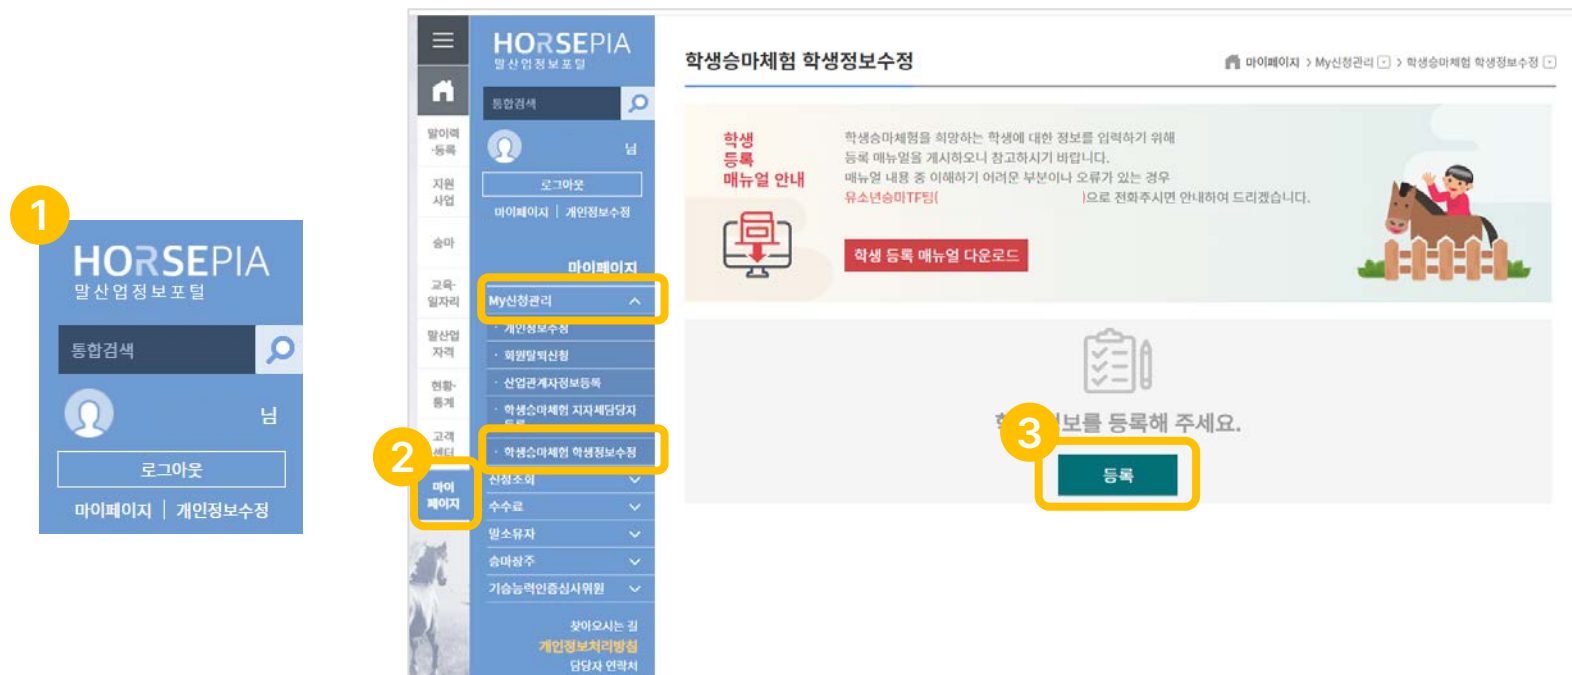 1
HORSEPIA
말산업정보포털
통합검색
님
로그아웃
마이페이지 | 개인정보수정
HORSEPIA
말산업정보포털
통합검색
님
로그아웃
마이페이지 | 개인정보수정
말이력
·등록
지원
사업
승마
교육·
일자리
말산업
자격
현황·
통계
고객
센터
2
마이
페이지
마이페이지
My신청관리
· 개인정보수정
· 회원탈퇴신청
· 산업관계자정보등록
· 학생승마체험 지자체담당자
등록
· 학생승마체험 학생정보수정
신청조회
수수료
말소유자
승마장주
기승능력인증심사위원
찾아오시는 길
개인정보처리방침
담당자 연락처
학생승마체험 학생정보수정
마이페이지 > My신청관리 > 학생승마체험 학생정보수정
학생
등록
매뉴얼 안내
학생승마체험을 희망하는 학생에 대한 정보를 입력하기 위해
등록 매뉴얼을 게시하오니 참고하시기 바랍니다.
매뉴얼 내용 중 이해하기 어려운 부분이나 오류가 있는 경우
유소년승마TF팀( )으로 전화주시면 안내하여 드리겠습니다.
학생 등록 매뉴얼 다운로드
보를 등록해 주세요.
3
등록